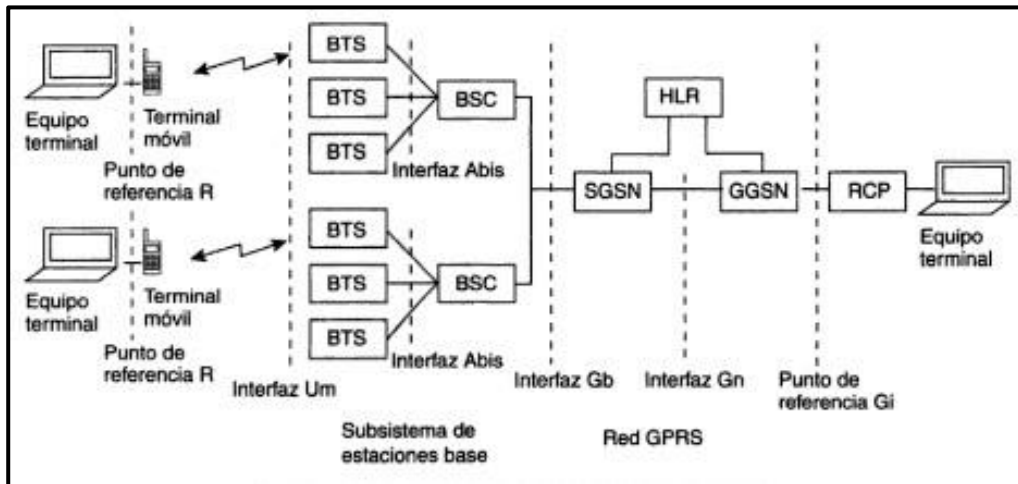 BTS
BTS
BTS
BSC
Equipo
terminal
Terminal
móvil
Punto de
referencia R
Interfaz Abis
HLR
SGSN
GGSN
RCP
Equipo
terminal
BTS
BTS
BTS
BSC
Equipo
terminal
Terminal
móvil
Punto de
referencia R
Interfaz Abis
Interfaz Um
Interfaz Gb
Interfaz Gn
Punto de
referencia Gi
Subsistema de
estaciones base
Red GPRS